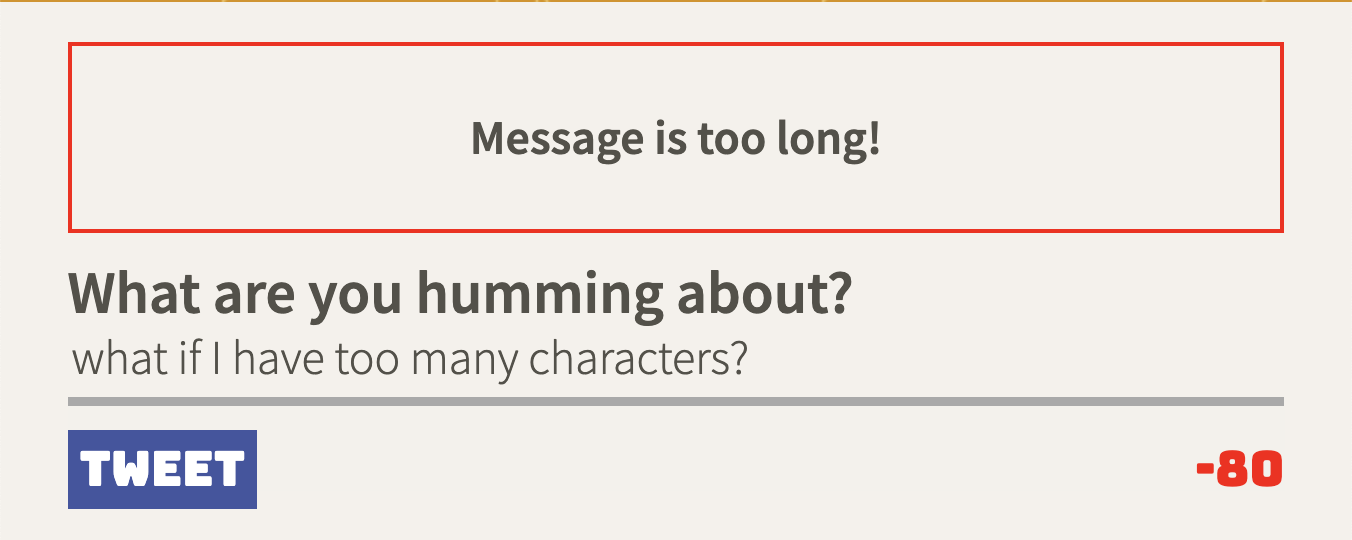 Message is too long!
What are you humming about?
what if I have too many characters?
TWEET
-80